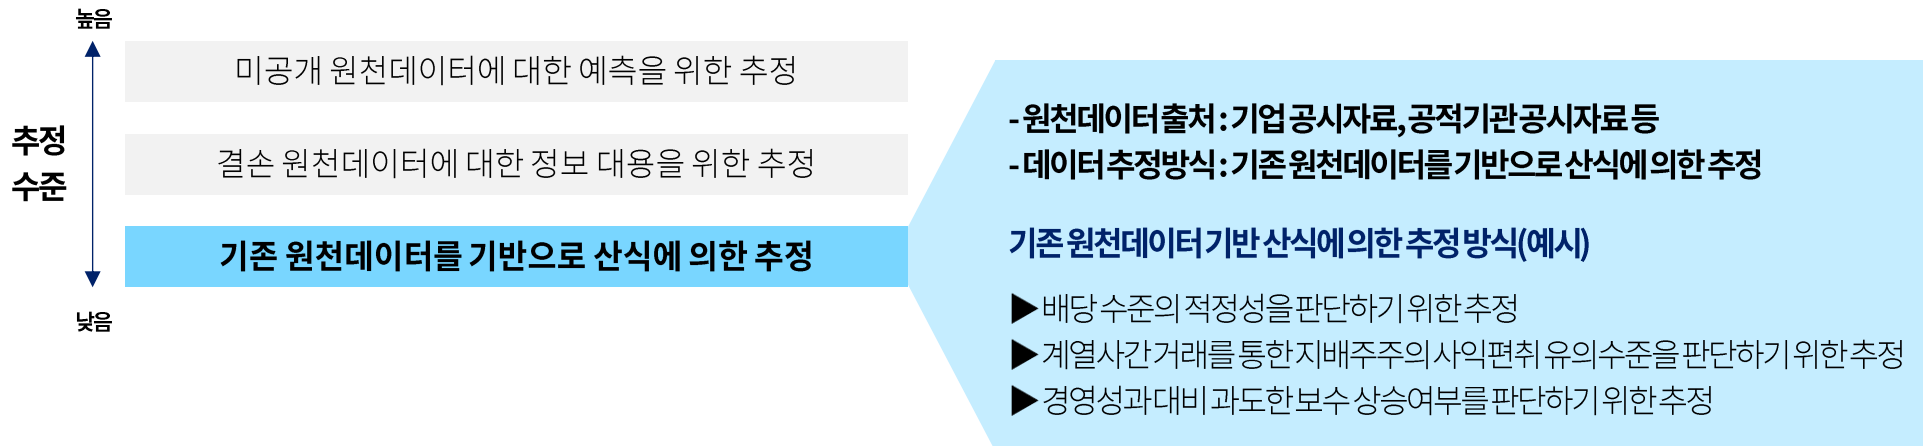 높음
추정
수준
낮음
미공개 원천데이터에 대한 예측을 위한 추정
결손 원천데이터에 대한 정보 대용을 위한 추정
기존 원천데이터를 기반으로 산식에 의한 추정
- 원천데이터 출처 : 기업 공시자료, 공적기관 공시자료 등
- 데이터 추정방식 : 기존 원천데이터를 기반으로 산식에 의한 추정
기존 원천데이터 기반 산식에 의한 추정 방식(예시)
▶ 배당 수준의 적정성을 판단하기 위한 추정
▶ 계열사간 거래를 통한 지배주주의 사익편취 유의수준을 판단하기 위한 추정
▶ 경영성과 대비 과도한 보수 상승여부를 판단하기 위한 추정